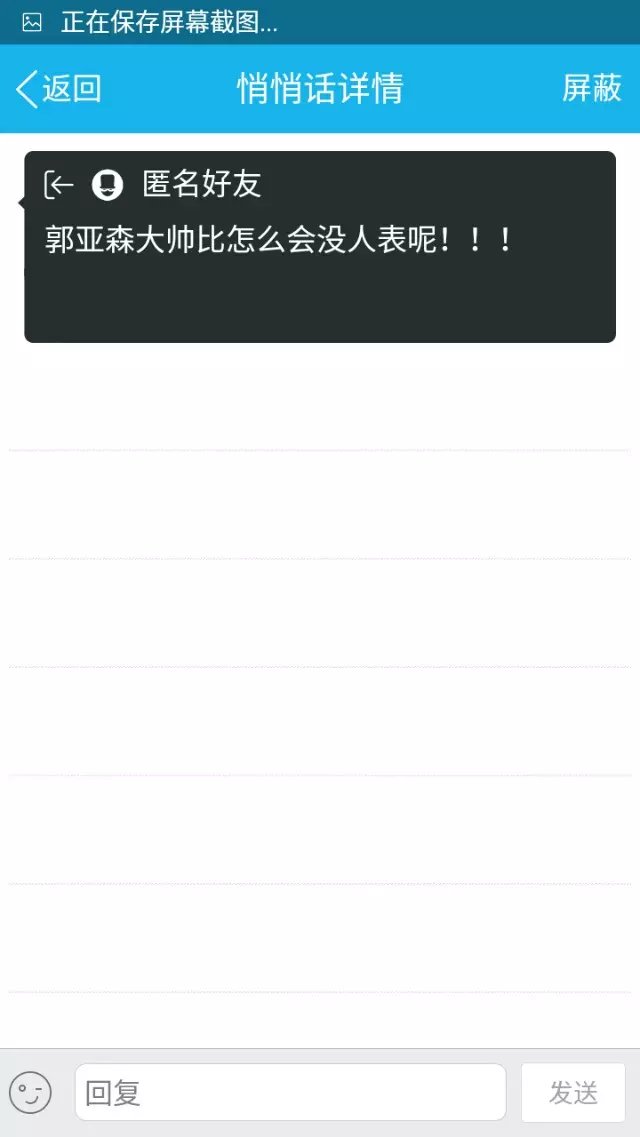 正在保存屏幕截图...
返回 悄悄话详情 屏蔽
匿名好友
郭亚森大帅比怎么会没人表呢！！！
回复 发送